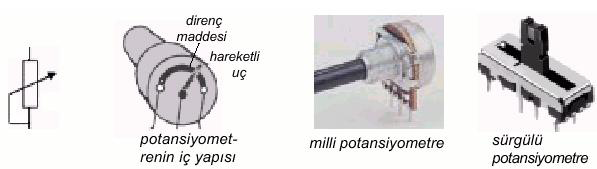 direnç
maddesi
hareketli
uç
potansiyomet-
renin iç yapısı
milli potansiyometre
sürgülü
potansiyometre